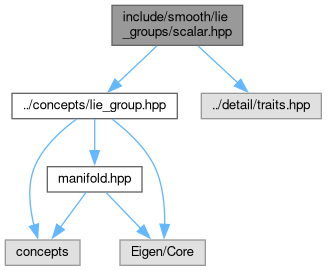 include/smooth/lie
_groups/scalar.hpp
../concepts/lie_group.hpp
../detail/traits.hpp
manifold.hpp
concepts
Eigen/Core